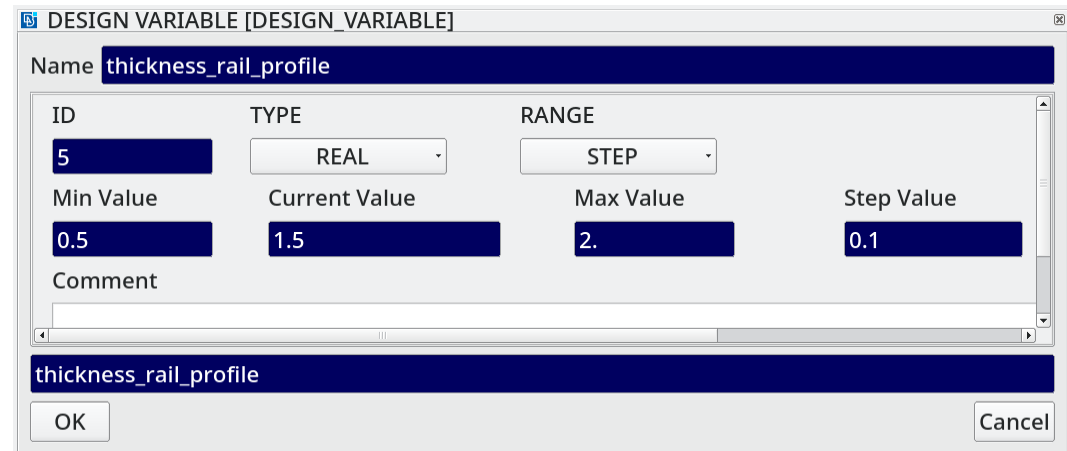 DESIGN VARIABLE [DESIGN_VARIABLE]
Name thickness_rail_profile
ID TYPE RANGE
5 REAL STEP
Min Value Current Value Max Value Step Value
0.5 1.5 2. 0.1
Comment
thickness_rail_profile
OK Cancel